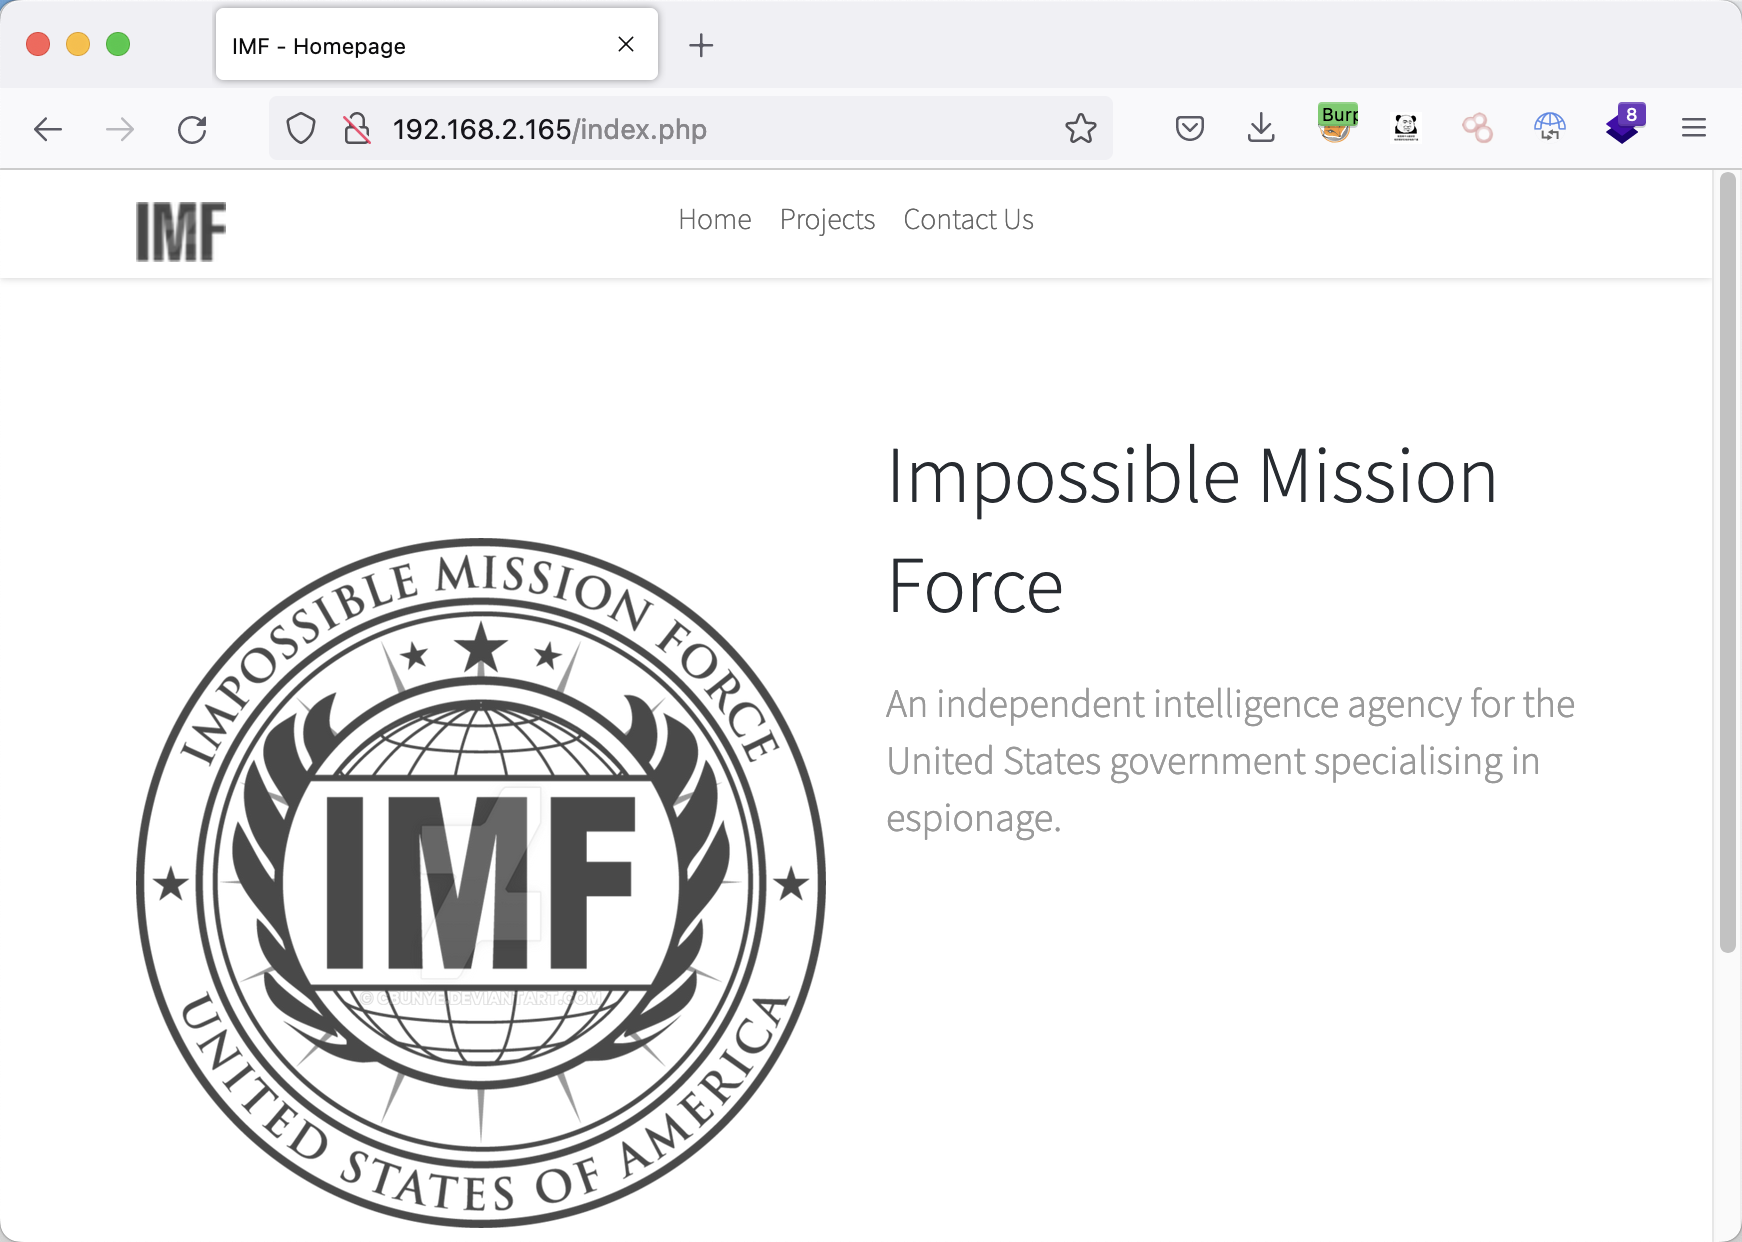 IMF - Homepage
192.168.2.165/index.php
Burp
8
IMF
Home Projects Contact Us
Impossible Mission
Force
An independent intelligence agency for the
United States government specialising in
espionage.
IMPOSSIBLE MISSION FORCE
IMF
© CBUNYE.DEVIANTART.COM
UNITED STATES OF AMERICA